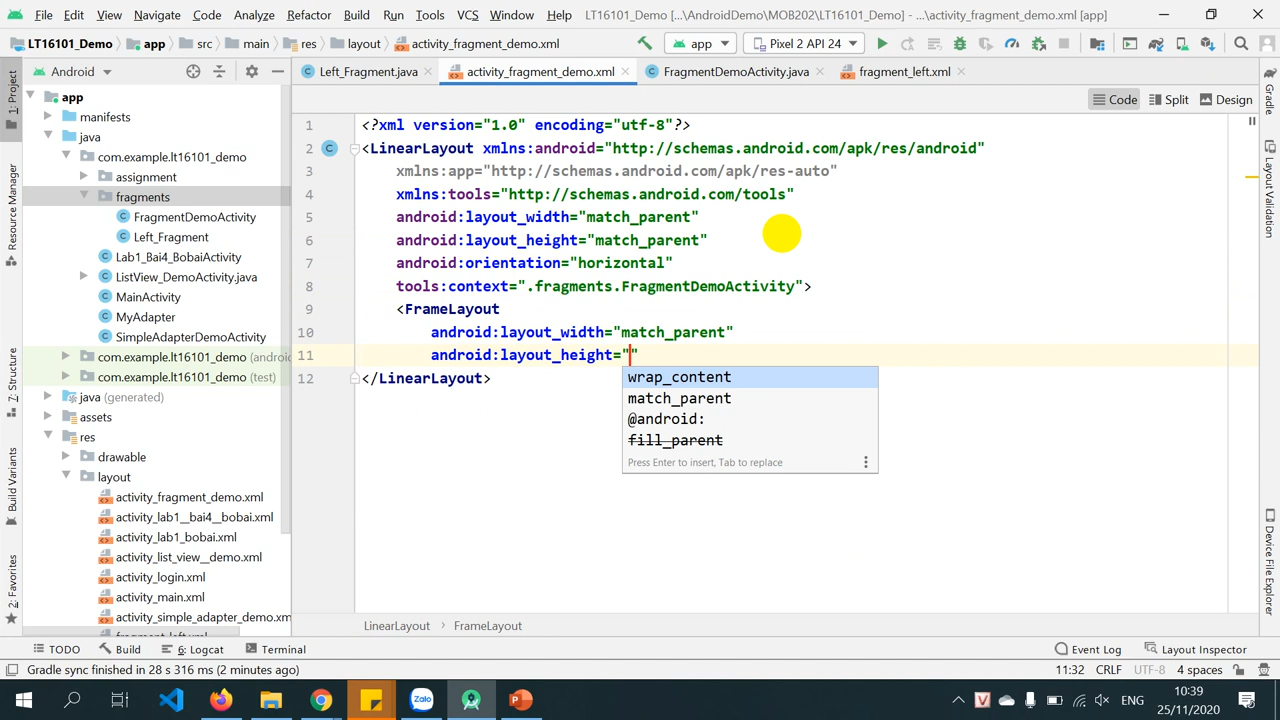 File Edit View Navigate Code Analyze Refactor Build Run Tools VCS Window Help LT16101_Demo [...\AndroidDemo\MOB202\LT16101_Demo] - ...\activity_fragment_demo.xml [app]
LT16101_Demo app src main res layout activity_fragment_demo.xml app Pixel 2 API 24
Android
Left_Fragment.java activity_fragment_demo.xml FragmentDemoActivity.java fragment_left.xml
Code Split Design
1: Project
Resource Manager
7: Structure
Build Variants
2: Favorites
app
manifests
java
com.example.lt16101_demo
assignment
fragments
FragmentDemoActivity
Left_Fragment
Lab1_Bai4_BobaiActivity
ListView_DemoActivity.java
MainActivity
MyAdapter
SimpleAdapterDemoActivity
com.example.lt16101_demo (androi
com.example.lt16101_demo (test)
java (generated)
assets
res
drawable
layout
activity_fragment_demo.xml
activity_lab1__bai4__bobai.xml
activity_lab1_bobai.xml
activity_list_view__demo.xml
activity_login.xml
activity_main.xml
activity_simple_adapter_demo.xm
fragment_left.xml
1 <?xml version="1.0" encoding="utf-8"?>
2 <LinearLayout xmlns:android="http://schemas.android.com/apk/res/android"
3 xmlns:app="http://schemas.android.com/apk/res-auto"
4 xmlns:tools="http://schemas.android.com/tools"
5 android:layout_width="match_parent"
6 android:layout_height="match_parent"
7 android:orientation="horizontal"
8 tools:context=".fragments.FragmentDemoActivity">
9 <FrameLayout
10 android:layout_width="match_parent"
11 android:layout_height=""
12 </LinearLayout>
wrap_content
match_parent
@android:
fill_parent
Press Enter to insert, Tab to replace
Gradle
Layout Validation
Device File Explorer
LinearLayout FrameLayout
TODO Build 6: Logcat Terminal Event Log Layout Inspector
Gradle sync finished in 28 s 316 ms (2 minutes ago) 11:32 CRLF UTF-8 4 spaces
Zalo
ENG
10:39
25/11/2020